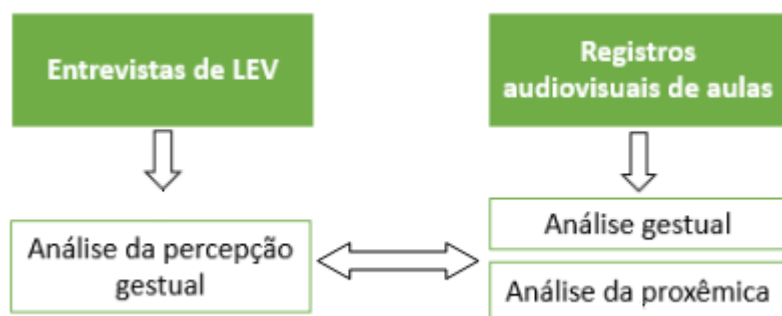 Entrevistas de LEV
Registros
audiovisuais de aulas
Análise da percepção
gestual
Análise gestual
Análise da proxêmica